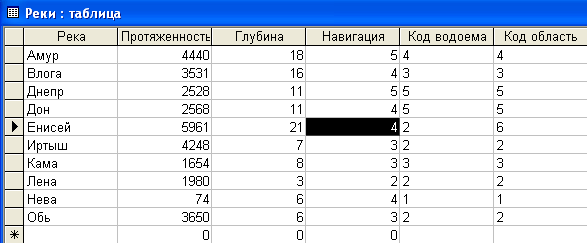 Реки : таблица
Река Протяженность Глубина Навигация Код водоема Код область
Амур 4440 18 5 4 4
Влога 3531 16 4 3 3
Днепр 2528 11 5 5 5
Дон 2568 11 4 5 5
Енисей 5961 21 4 2 6
Иртыш 4248 7 3 2 2
Кама 1654 8 3 3 3
Лена 1980 3 2 2 2
Нева 74 6 4 1 1
Обь 3650 6 3 2 2
0 0 0